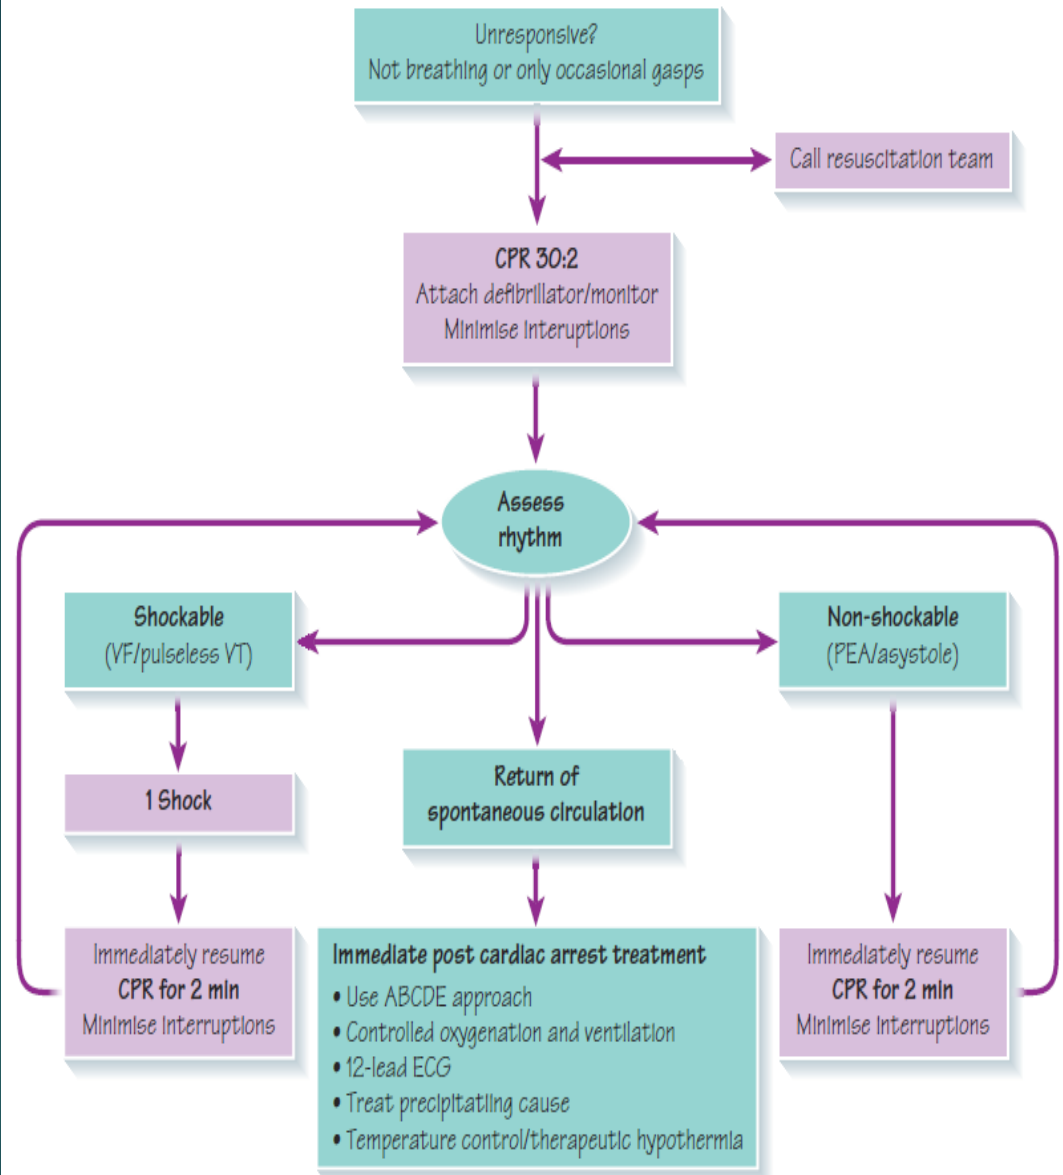 Unresponsive?
Not breathing or only occasional gasps
Call resuscitation team
CPR 30:2
Attach defibrillator/monitor
Minimise interuptions
Assess
rhythm
Shockable
(VF/pulseless VT)
Non-shockable
(PEA/asystole)
1 Shock
Return of
spontaneous circulation
Immediately resume
CPR for 2 min
Minimise interruptions
Immediate post cardiac arrest treatment
• Use ABCDE approach
• Controlled oxygenation and ventilation
• 12-lead ECG
• Treat precipitatiing cause
• Temperature control/therapeutic hypothermia
Immediately resume
CPR for 2 min
Minimise interruptions